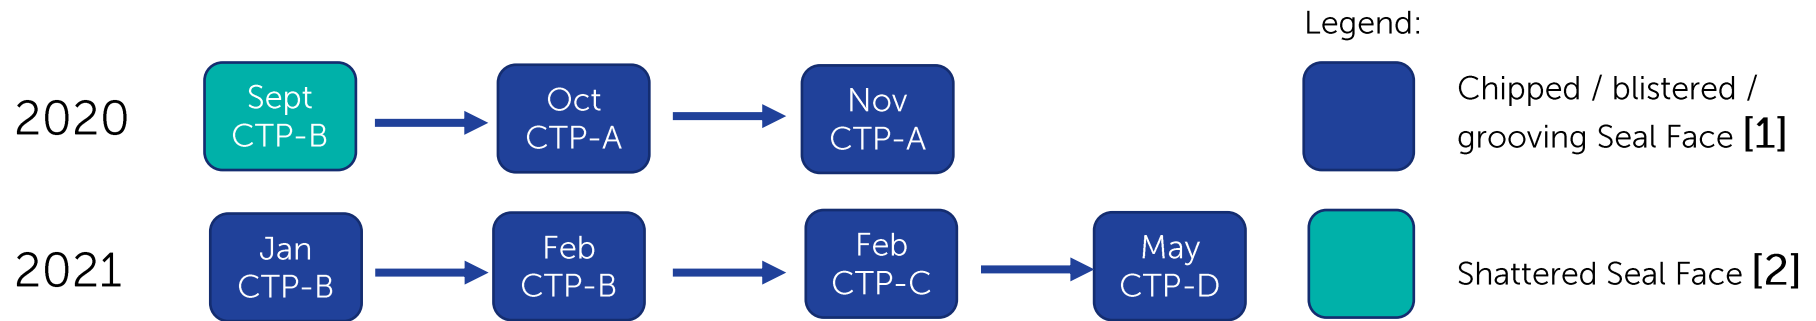 Legend:
2020
Sept
CTP-B
Oct
CTP-A
Nov
CTP-A
Chipped / blistered /
grooving Seal Face [1]
2021
Jan
CTP-B
Feb
CTP-B
Feb
CTP-C
May
CTP-D
Shattered Seal Face [2]